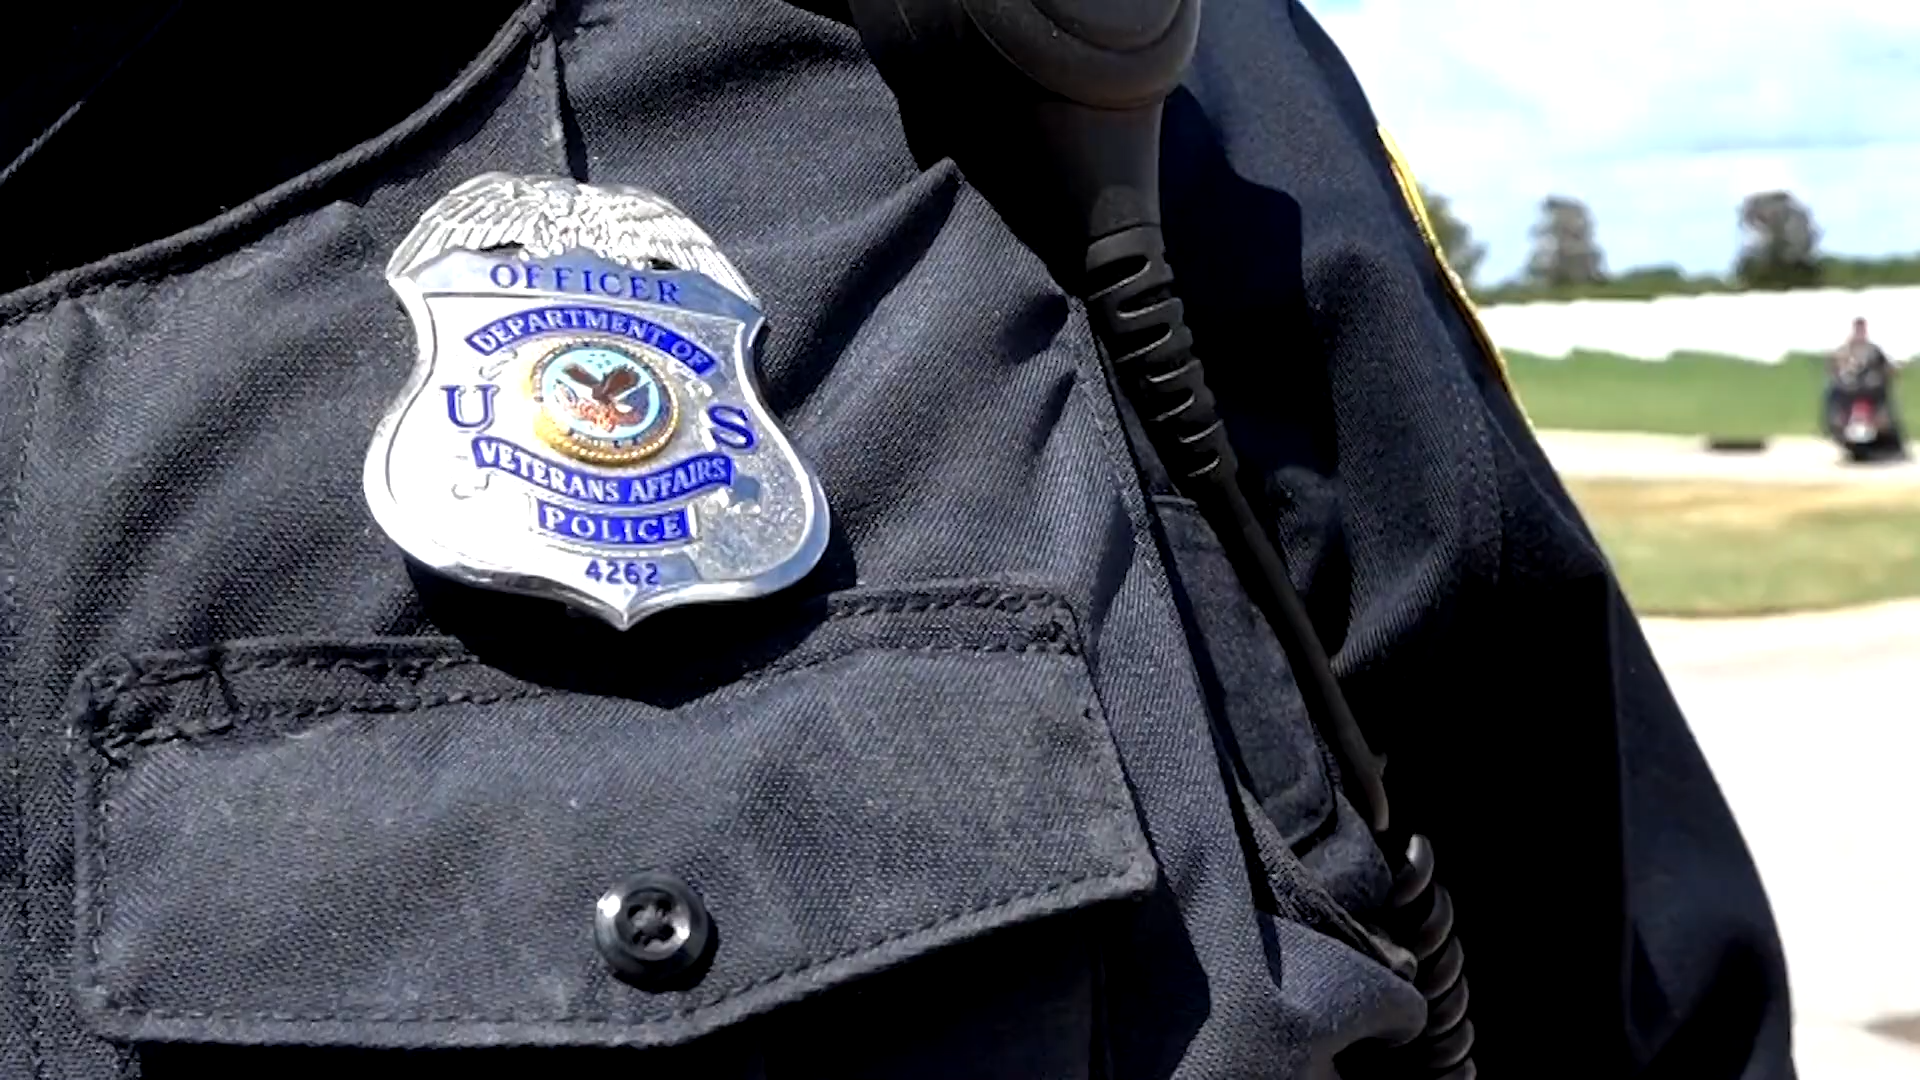 OFFICER
DEPARTMENT OF
U S
VETERANS AFFAIRS
POLICE
4262